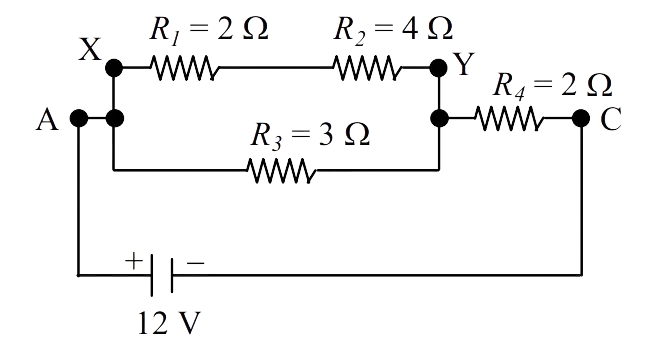 R₁ = 2 Ω
R₂ = 4 Ω
X
Y
R₄ = 2 Ω
A
C
R₃ = 3 Ω
+ −
12 V